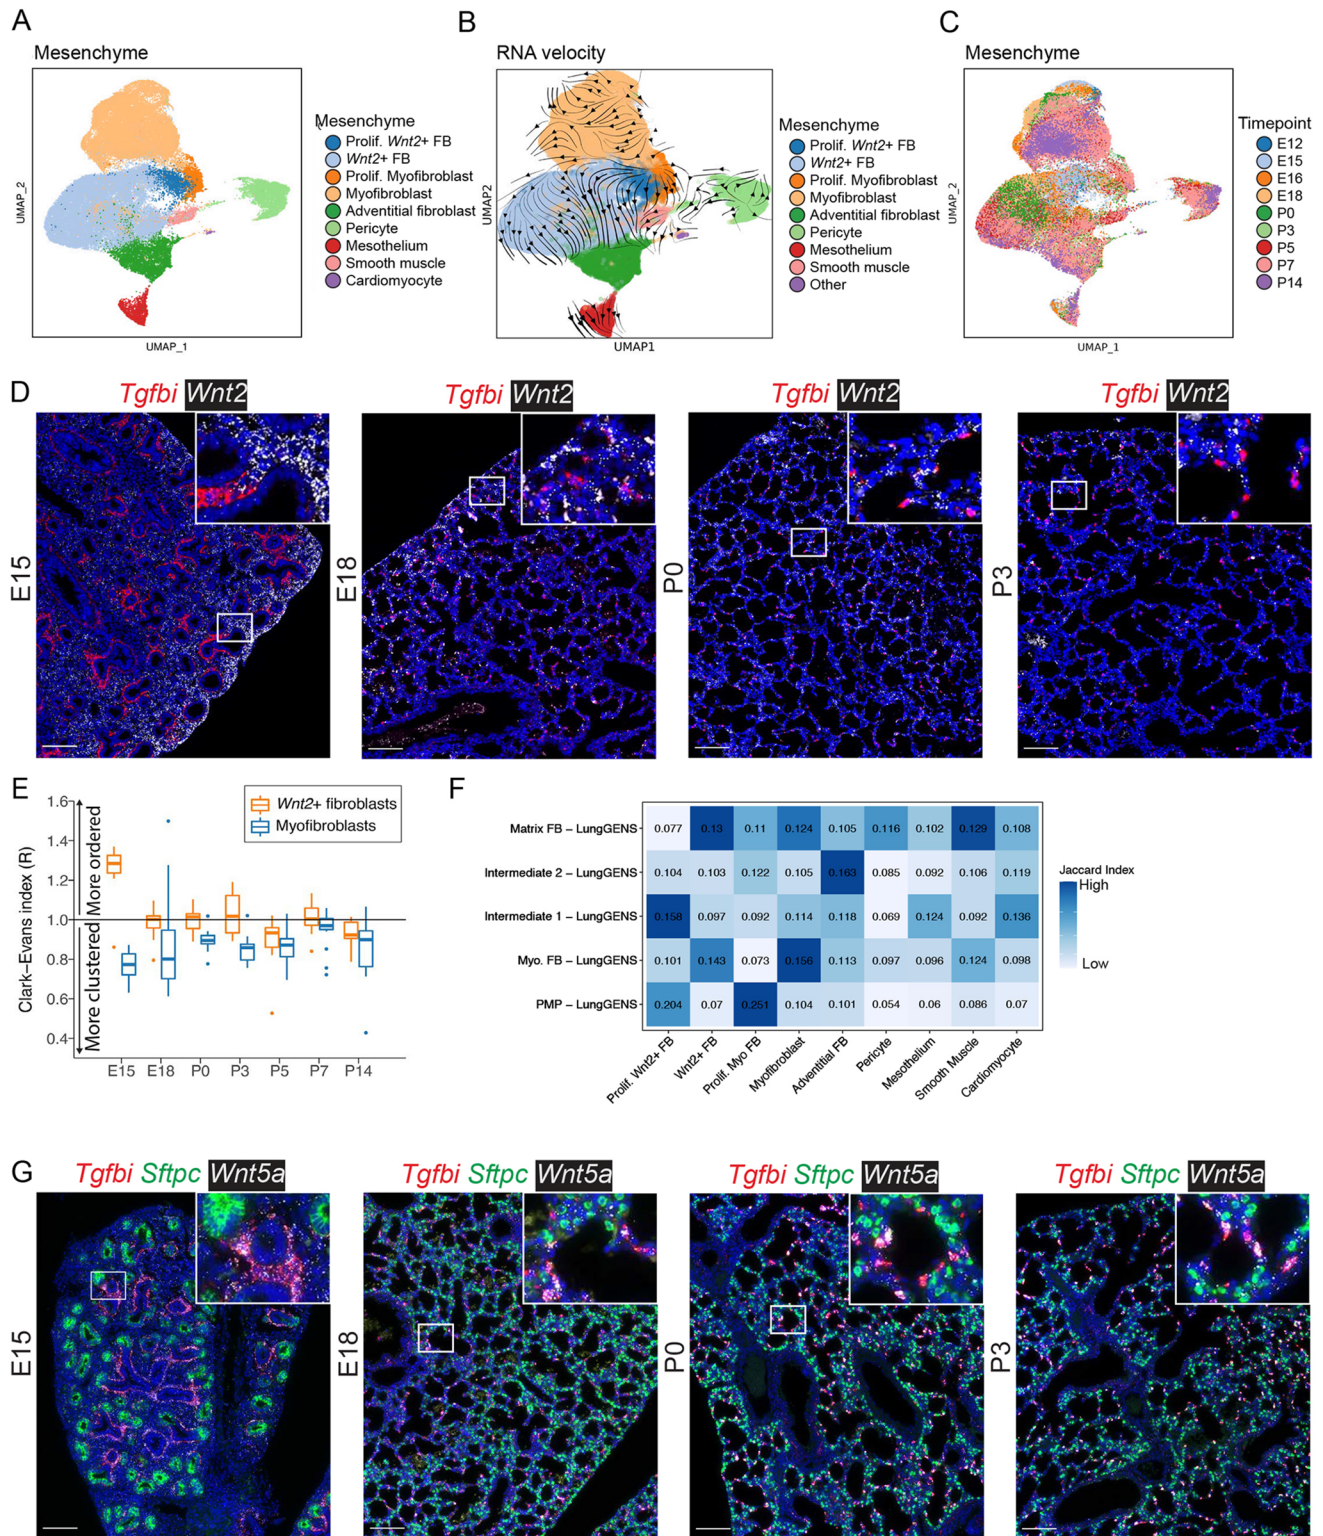 A
Mesenchyme
UMAP_2
UMAP_1
Mesenchyme
Prolif. Wnt2+ FB
Wnt2+ FB
Prolif. Myofibroblast
Myofibroblast
Adventitial fibroblast
Pericyte
Mesothelium
Smooth muscle
Cardiomyocyte
B
RNA velocity
UMAP2
UMAP1
Mesenchyme
Prolif. Wnt2+ FB
Wnt2+ FB
Prolif. Myofibroblast
Myofibroblast
Adventitial fibroblast
Pericyte
Mesothelium
Smooth muscle
Other
C
Mesenchyme
UMAP_2
UMAP_1
Timepoint
E12
E15
E16
E18
P0
P3
P5
P7
P14
D
Tgfbi Wnt2
E15
Tgfbi Wnt2
E18
Tgfbi Wnt2
P0
Tgfbi Wnt2
P3
E
Clark–Evans index (R)
More clustered
More ordered
1.6
1.4
1.2
1.0
0.8
0.6
0.4
Wnt2+ fibroblasts
Myofibroblasts
E15 E18 P0 P3 P5 P7 P14
F
Matrix FB – LungGENS 0.077 0.13 0.11 0.124 0.105 0.116 0.102 0.129 0.108
Intermediate 2 – LungGENS 0.104 0.103 0.122 0.105 0.163 0.085 0.092 0.106 0.119
Intermediate 1 – LungGENS 0.158 0.097 0.092 0.114 0.118 0.069 0.124 0.092 0.136
Myo. FB – LungGENS 0.101 0.143 0.073 0.156 0.113 0.097 0.096 0.124 0.098
PMP – LungGENS 0.204 0.07 0.251 0.104 0.101 0.054 0.06 0.086 0.07
Prolif. Wnt2+ FB
Wnt2+ FB
Prolif. Myo FB
Myofibroblast
Adventitial FB
Pericyte
Mesothelium
Smooth Muscle
Cardiomyocyte
Jaccard Index
High
Low
G
Tgfbi Sftpc Wnt5a
E15
Tgfbi Sftpc Wnt5a
E18
Tgfbi Sftpc Wnt5a
P0
Tgfbi Sftpc Wnt5a
P3